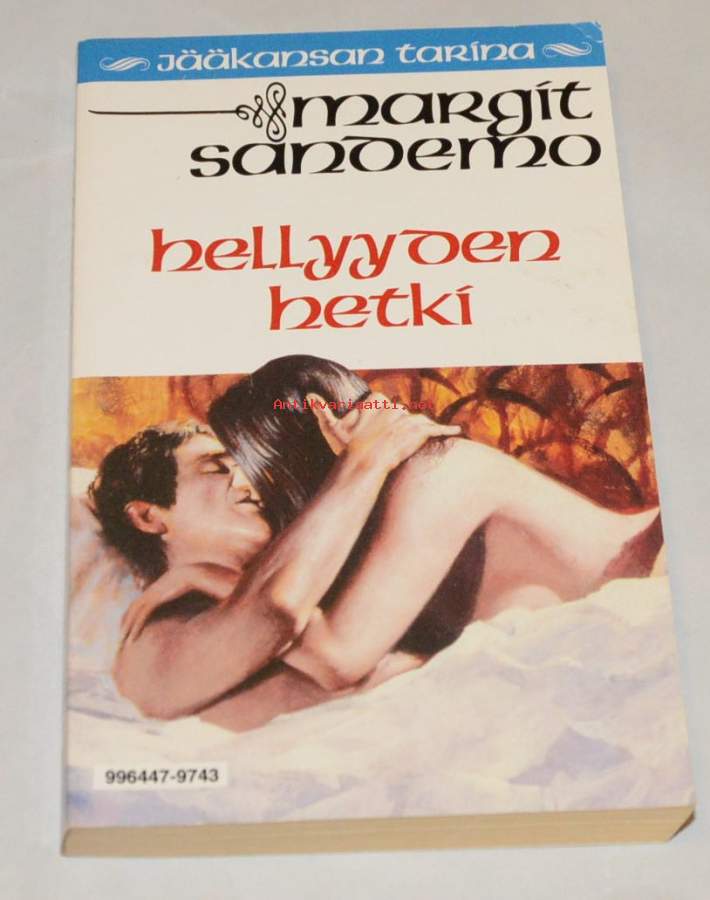 Jääkansan tarina
margit
sandemo
hellyyden
hetki
Antikvariaatti.net
996447-9743